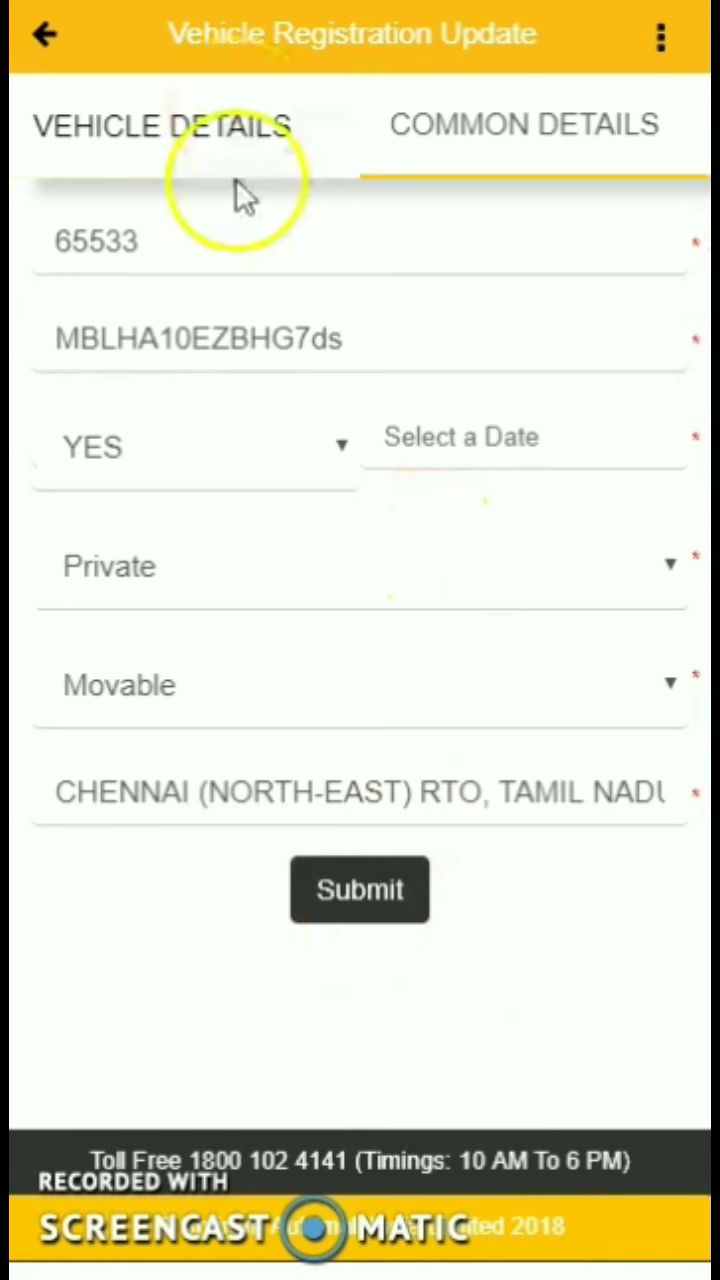 Vehicle Registration Update
VEHICLE DETAILS
COMMON DETAILS
65533
MBLHA10EZBHG7ds
YES
Select a Date
Private
Movable
CHENNAI (NORTH-EAST) RTO, TAMIL NADU
Submit
Toll Free 1800 102 4141 (Timings: 10 AM To 6 PM)
RECORDED WITH
SCREENCAST MATIC
2018